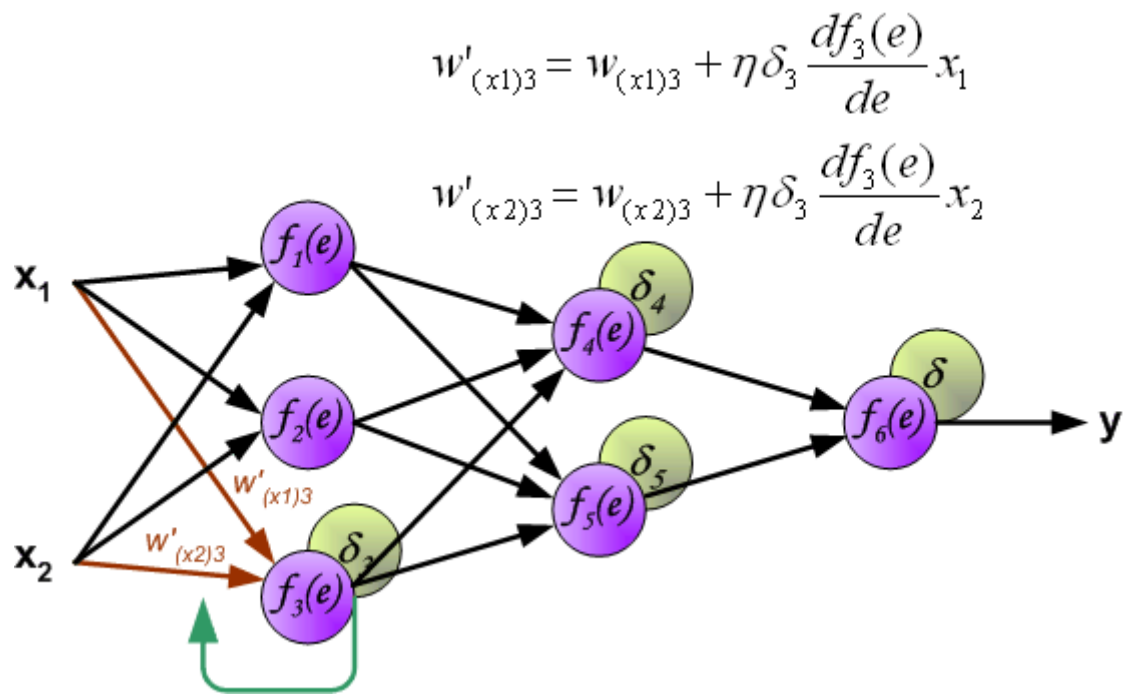 w'(x1)3 = w(x1)3 + ηδ3 df3(e)/de x1
w'(x2)3 = w(x2)3 + ηδ3 df3(e)/de x2
f1(e)
x1
δ4
f4(e)
δ
f6(e)
y
f2(e)
δ5
f5(e)
w'(x1)3
w'(x2)3
x2
δ3
f3(e)